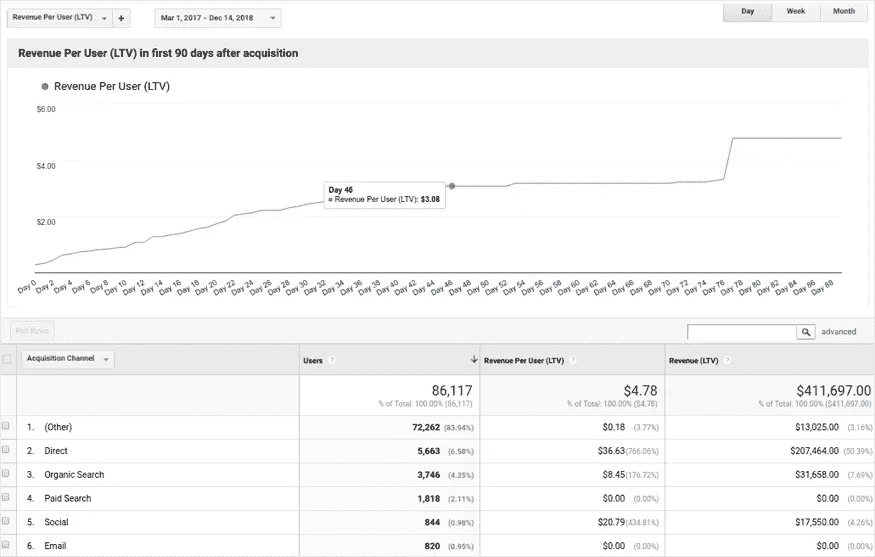 Revenue Per User (LTV) + Mar 1, 2017 - Dec 14, 2018 Day Week Month
Revenue Per User (LTV) in first 90 days after acquisition
Revenue Per User (LTV)
$6.00
$4.00
Day 46
Revenue Per User (LTV): $3.08
$2.00
Day 0 Day 2 Day 4 Day 6 Day 8 Day 10 Day 12 Day 14 Day 16 Day 18 Day 20 Day 22 Day 24 Day 26 Day 28 Day 30 Day 32 Day 34 Day 36 Day 38 Day 40 Day 42 Day 44 Day 46 Day 48 Day 50 Day 52 Day 54 Day 56 Day 58 Day 60 Day 62 Day 64 Day 66 Day 68 Day 70 Day 72 Day 74 Day 76 Day 78 Day 80 Day 82 Day 84 Day 86 Day 88
Plot Rows advanced
Acquisition Channel Users ? Revenue Per User (LTV) ? Revenue (LTV) ?
86,117 $4.78 $411,697.00
% of Total: 100.00% (86,117) % of Total: 100.00% ($4.78) % of Total: 100.00% ($411,697.00)
1. (Other) 72,262 (83.94%) $0.18 (3.77%) $13,025.00 (3.16%)
2. Direct 5,663 (6.58%) $36.63 (766.06%) $207,464.00 (50.39%)
3. Organic Search 3,746 (4.35%) $8.45 (176.72%) $31,658.00 (7.69%)
4. Paid Search 1,818 (2.11%) $0.00 (0.00%) $0.00 (0.00%)
5. Social 844 (0.98%) $20.79 (434.81%) $17,550.00 (4.26%)
6. Email 820 (0.95%) $0.00 (0.00%) $0.00 (0.00%)